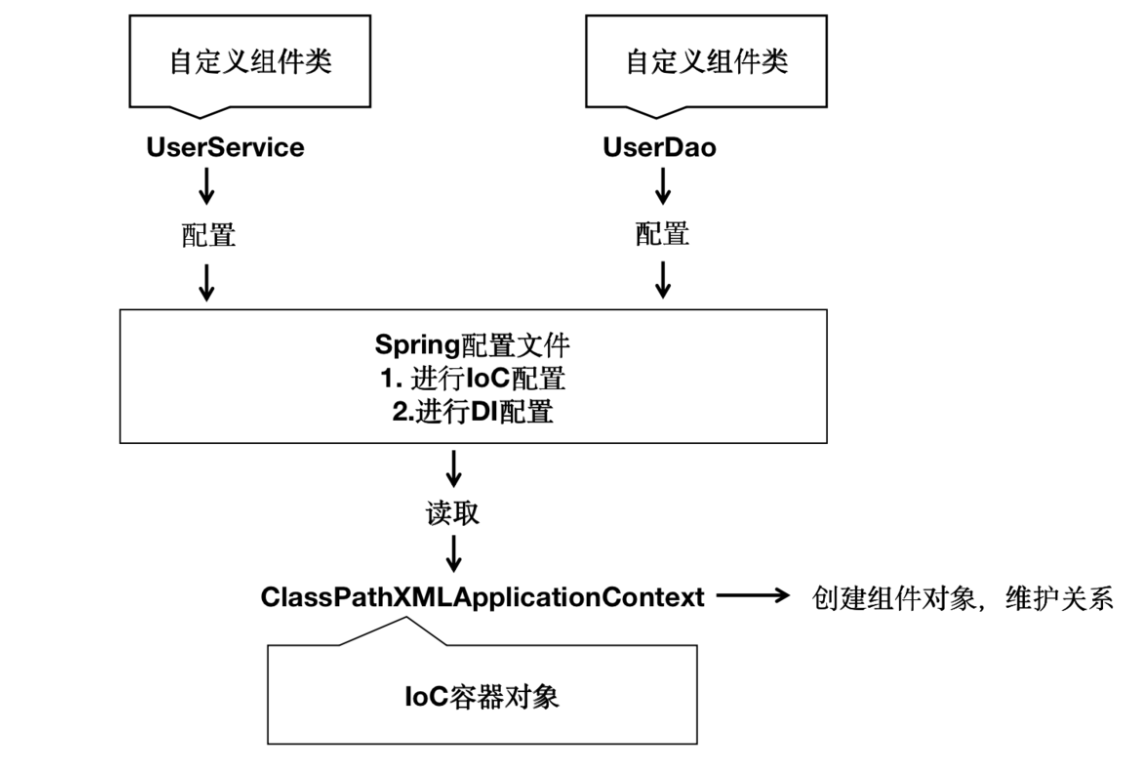 自定义组件类
自定义组件类
UserService
UserDao
配置
配置
Spring配置文件
1. 进行IoC配置
2.进行DI配置
读取
ClassPathXMLApplicationContext
创建组件对象，维护关系
IoC容器对象